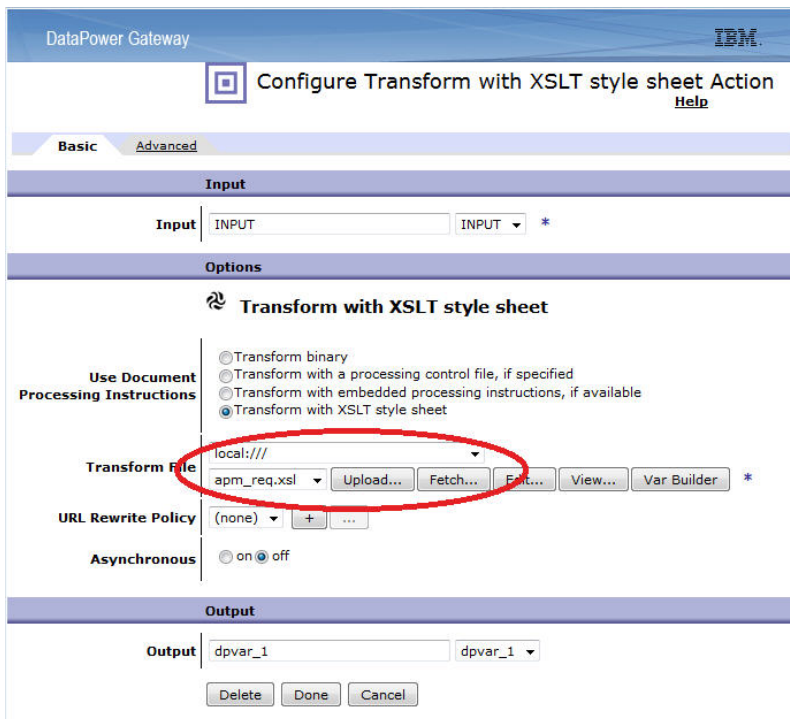 DataPower Gateway
IBM.
Configure Transform with XSLT style sheet Action
Help
Basic Advanced
Input
Input INPUT INPUT *
Options
Transform with XSLT style sheet
Use Document Processing Instructions
Transform binary
Transform with a processing control file, if specified
Transform with embedded processing instructions, if available
Transform with XSLT style sheet
Transform File
local:///
apm_req.xsl Upload... Fetch... Edit... View... Var Builder *
URL Rewrite Policy (none) + ...
Asynchronous on off
Output
Output dpvar_1 dpvar_1
Delete Done Cancel